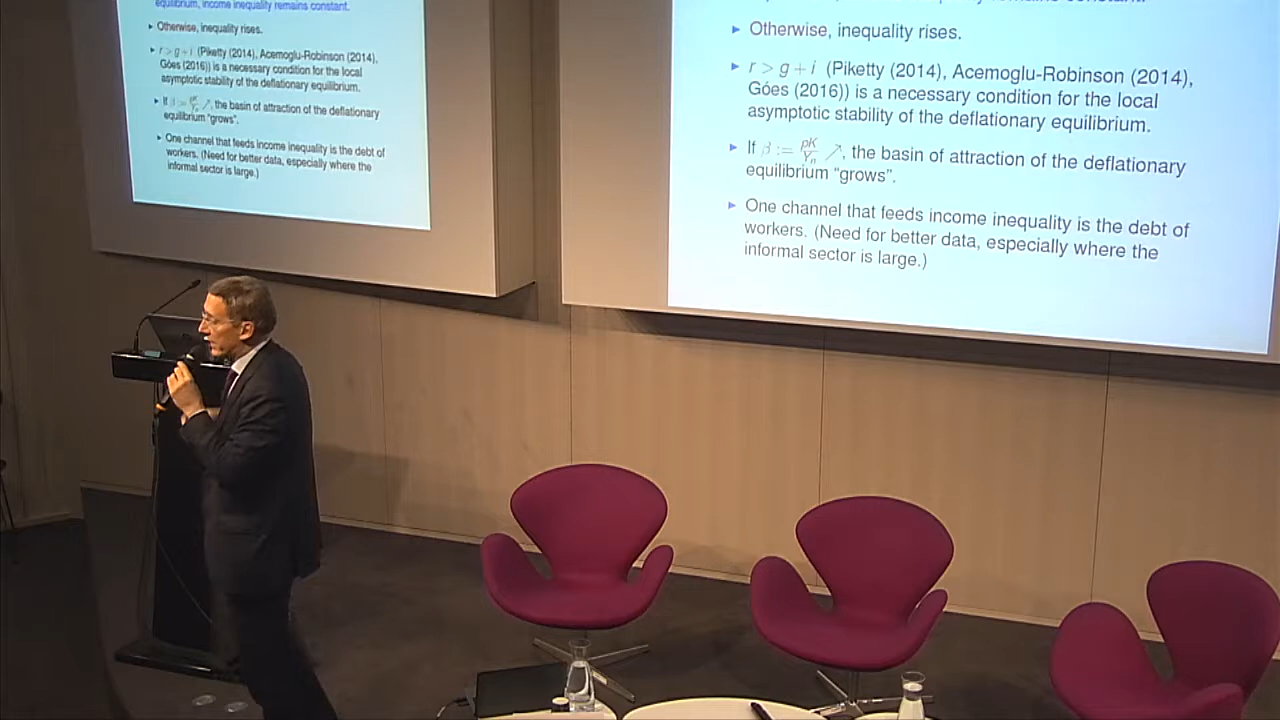 equilibrium, income inequality remains constant.
Otherwise, inequality rises.
r > g + i (Piketty (2014), Acemoglu-Robinson (2014),
Góes (2016)) is a necessary condition for the local
asymptotic stability of the deflationary equilibrium.
If β := pK/Yn ↗, the basin of attraction of the deflationary
equilibrium "grows".
One channel that feeds income inequality is the debt of
workers. (Need for better data, especially where the
informal sector is large.)
Otherwise, inequality rises.
r > g + i (Piketty (2014), Acemoglu-Robinson (2014),
Góes (2016)) is a necessary condition for the local
asymptotic stability of the deflationary equilibrium.
If β := pK/Yn ↗, the basin of attraction of the deflationary
equilibrium "grows".
One channel that feeds income inequality is the debt of
workers. (Need for better data, especially where the
informal sector is large.)